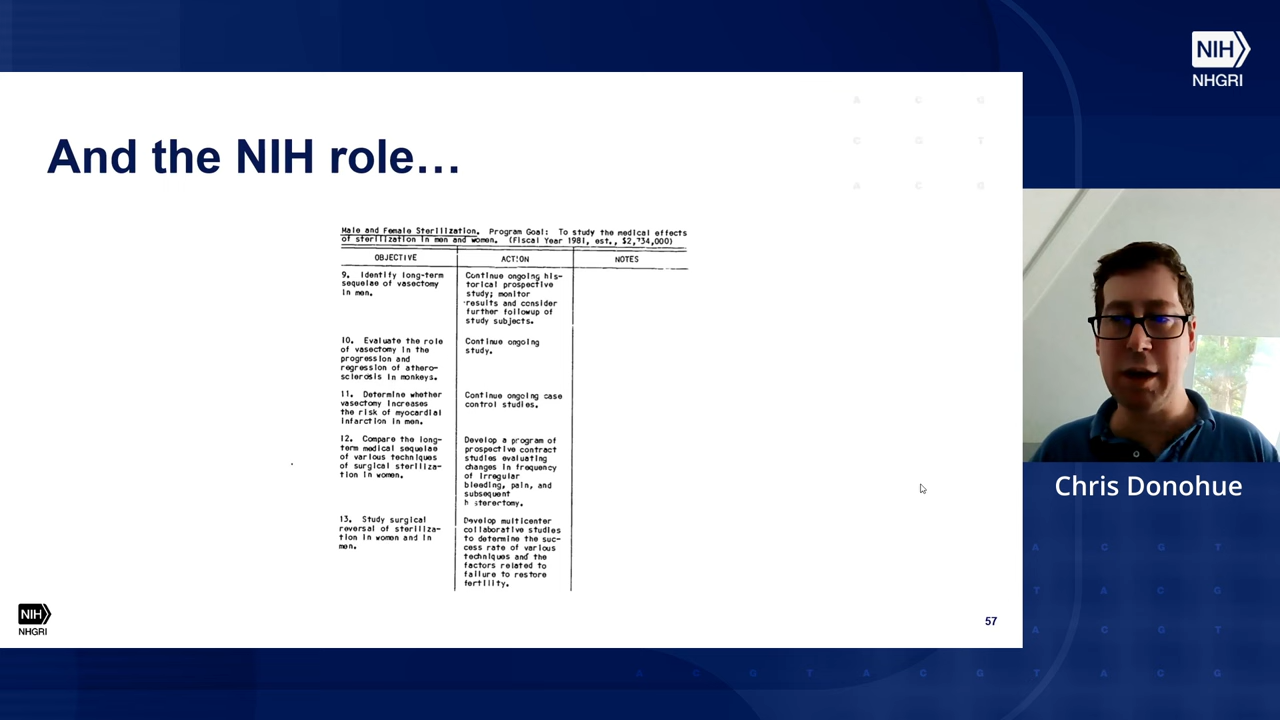 NIH
NHGRI
A C G
C G T
A C G
And the NIH role…
Male and Female Sterilization. Program Goal: To study the medical effects
of sterilization in men and women. (Fiscal Year 1981, est., $2,734,000)
OBJECTIVE ACTION NOTES
9. Identify long-term
sequelae of vasectomy
in men.
Continue ongoing his-
torical prospective
study; monitor
results and consider
further followup of
study subjects.
10. Evaluate the role
of vasectomy in the
progression and
regression of athero-
sclerosis in monkeys.
Continue ongoing
study.
11. Determine whether
vasectomy increases
the risk of myocardial
infarction in men.
Continue ongoing case
control studies.
12. Compare the long-
term medical sequelae
of various techniques
of surgical steriliza-
tion in women.
Develop a program of
prospective contract
studies evaluating
changes in frequency
of irregular
bleeding, pain, and
subsequent
h sterectomy.
13. Study surgical
reversal of steriliza-
tion in women and in
men.
Develop multicenter
collaborative studies
to determine the suc-
cess rate of various
techniques and the
factors related to
failure to restore
fertility.
Chris Donohue
A C G T
T A C G
A C G T
NIH
NHGRI
57
A C G T A C G T A C